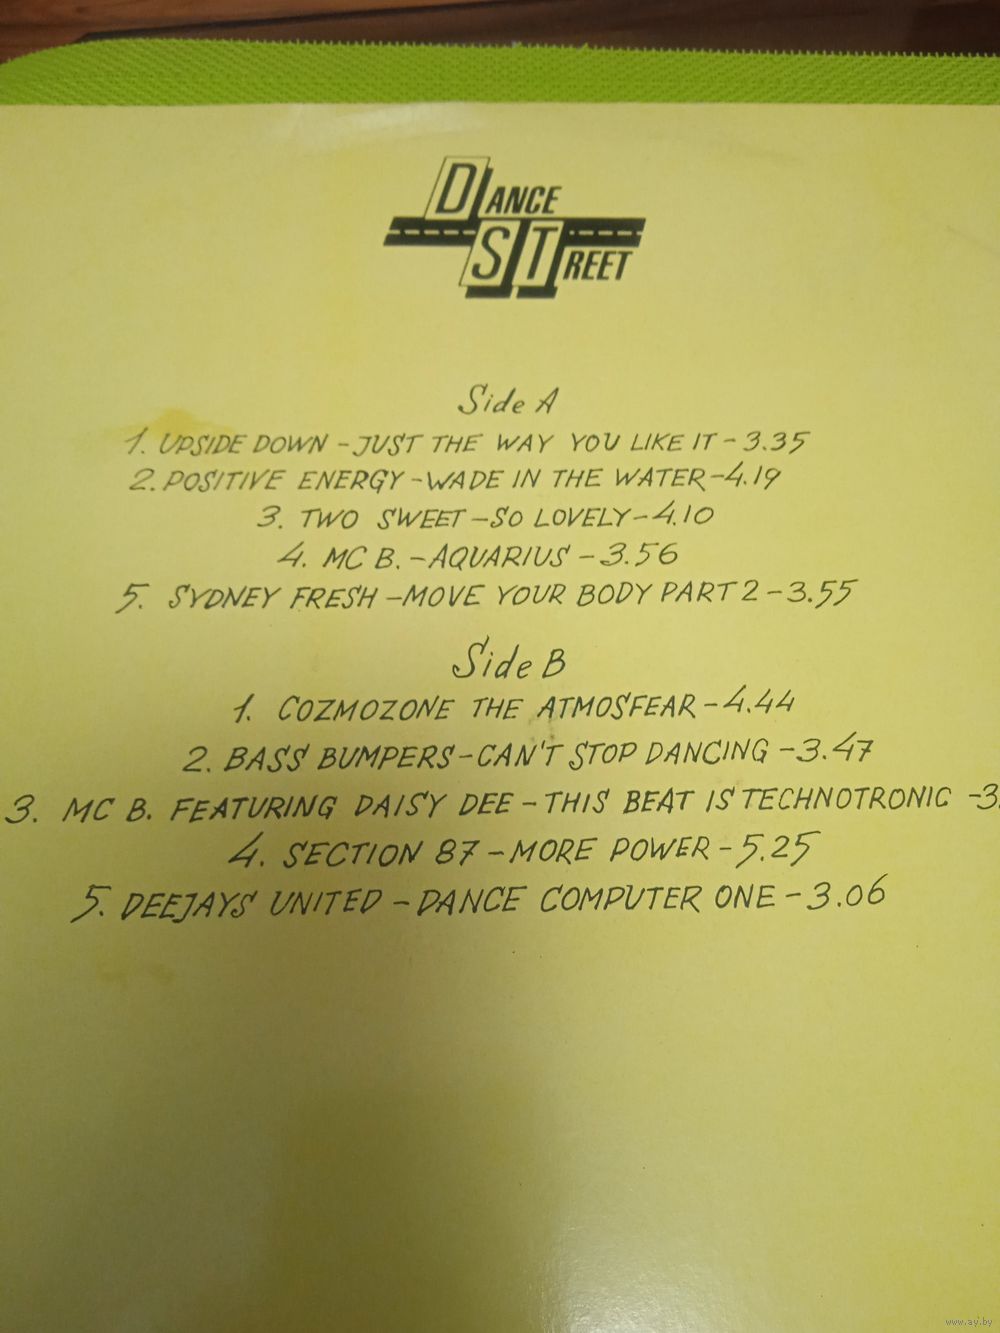 DANCE
STREET
Side A
1. UPSIDE DOWN - JUST THE WAY YOU LIKE IT - 3.35
2. POSITIVE ENERGY - WADE IN THE WATER - 4.19
3. TWO SWEET - SO LOVELY - 4.10
4. MC B. - AQUARIUS - 3.56
5. SYDNEY FRESH - MOVE YOUR BODY PART 2 - 3.55
Side B
1. COZMOZONE THE ATMOSFEAR - 4.44
2. BASS BUMPERS - CAN'T STOP DANCING - 3.47
3. MC B. FEATURING DAISY DEE - THIS BEAT IS TECHNOTRONIC - 3.
4. SECTION 87 - MORE POWER - 5.25
5. DEEJAYS UNITED - DANCE COMPUTER ONE - 3.06
www.ay.by